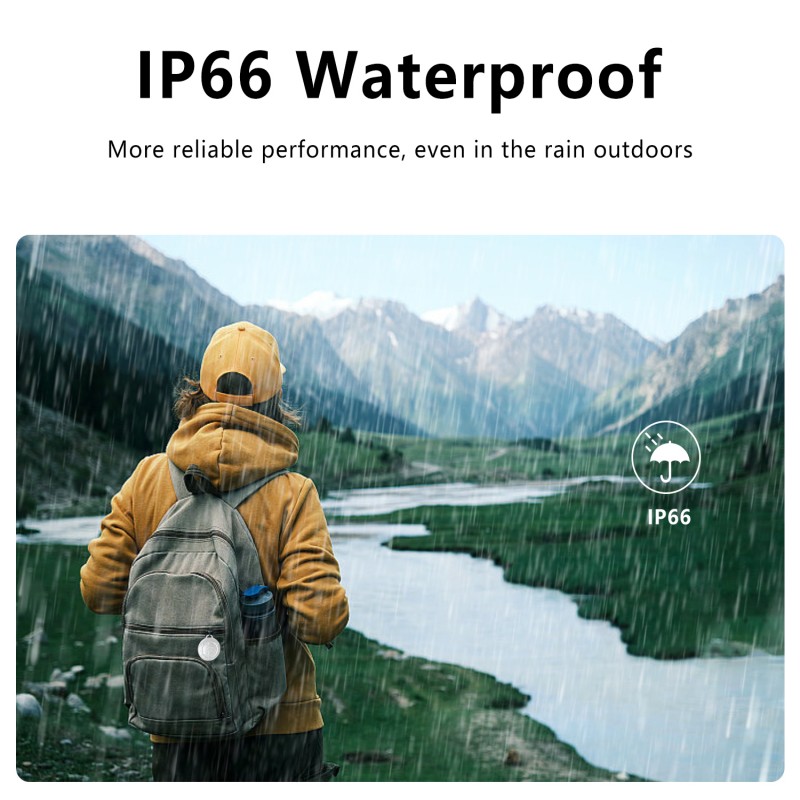 IP66 Waterproof
More reliable performance, even in the rain outdoors
IP66